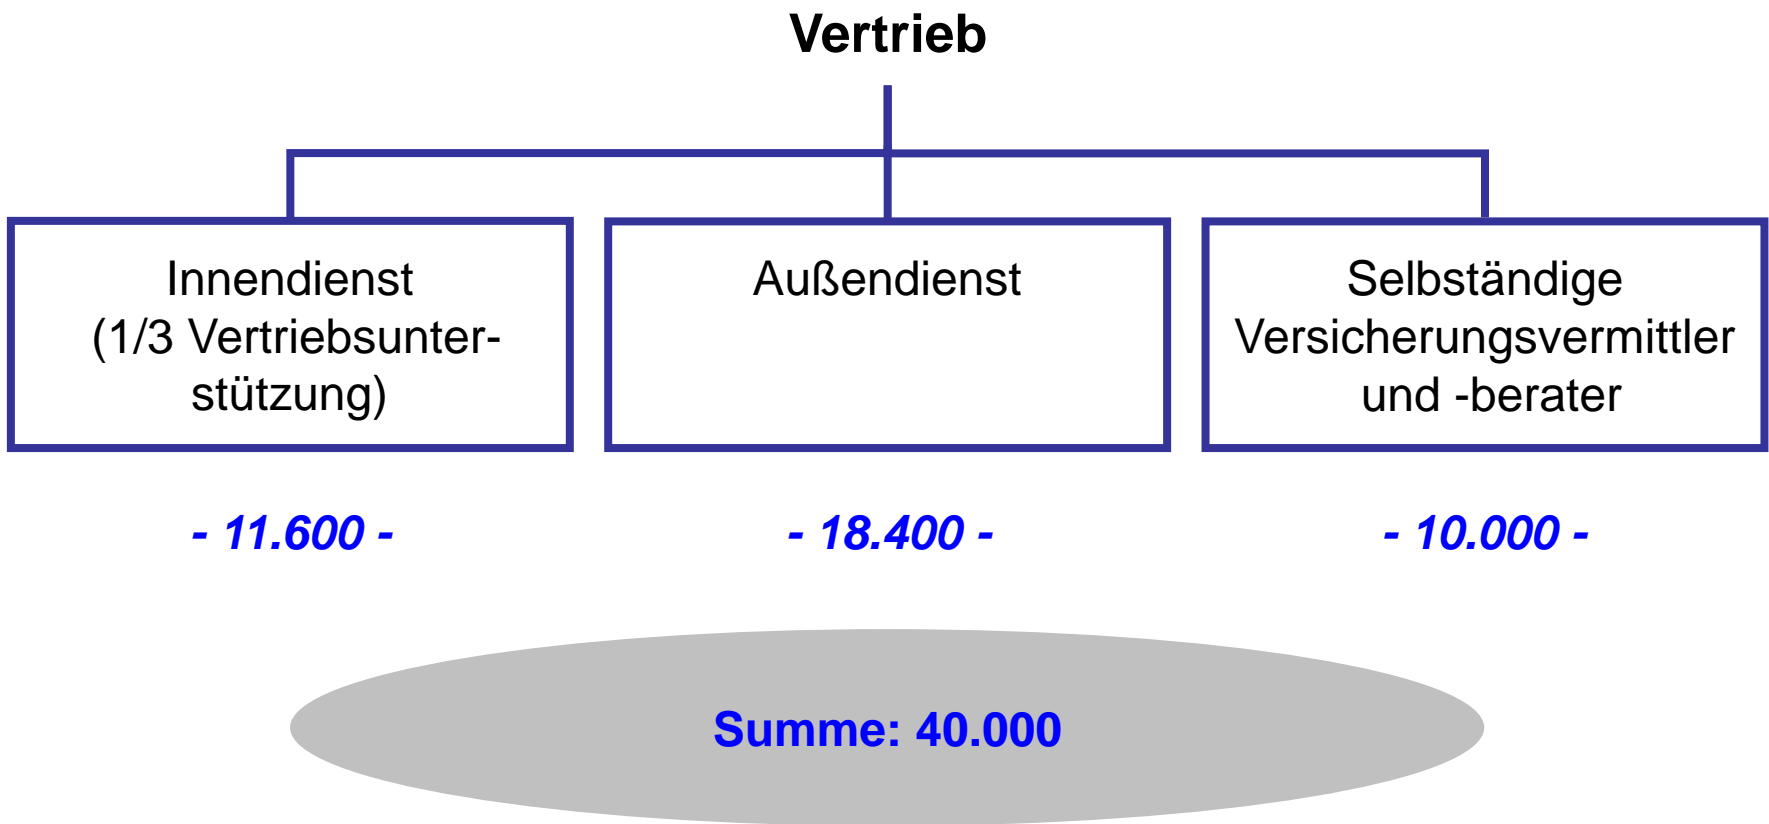 Vertrieb
Innendienst
(1/3 Vertriebsunter-
stützung)
Außendienst
Selbständige
Versicherungsvermittler
und -berater
- 11.600 -
- 18.400 -
- 10.000 -
Summe: 40.000